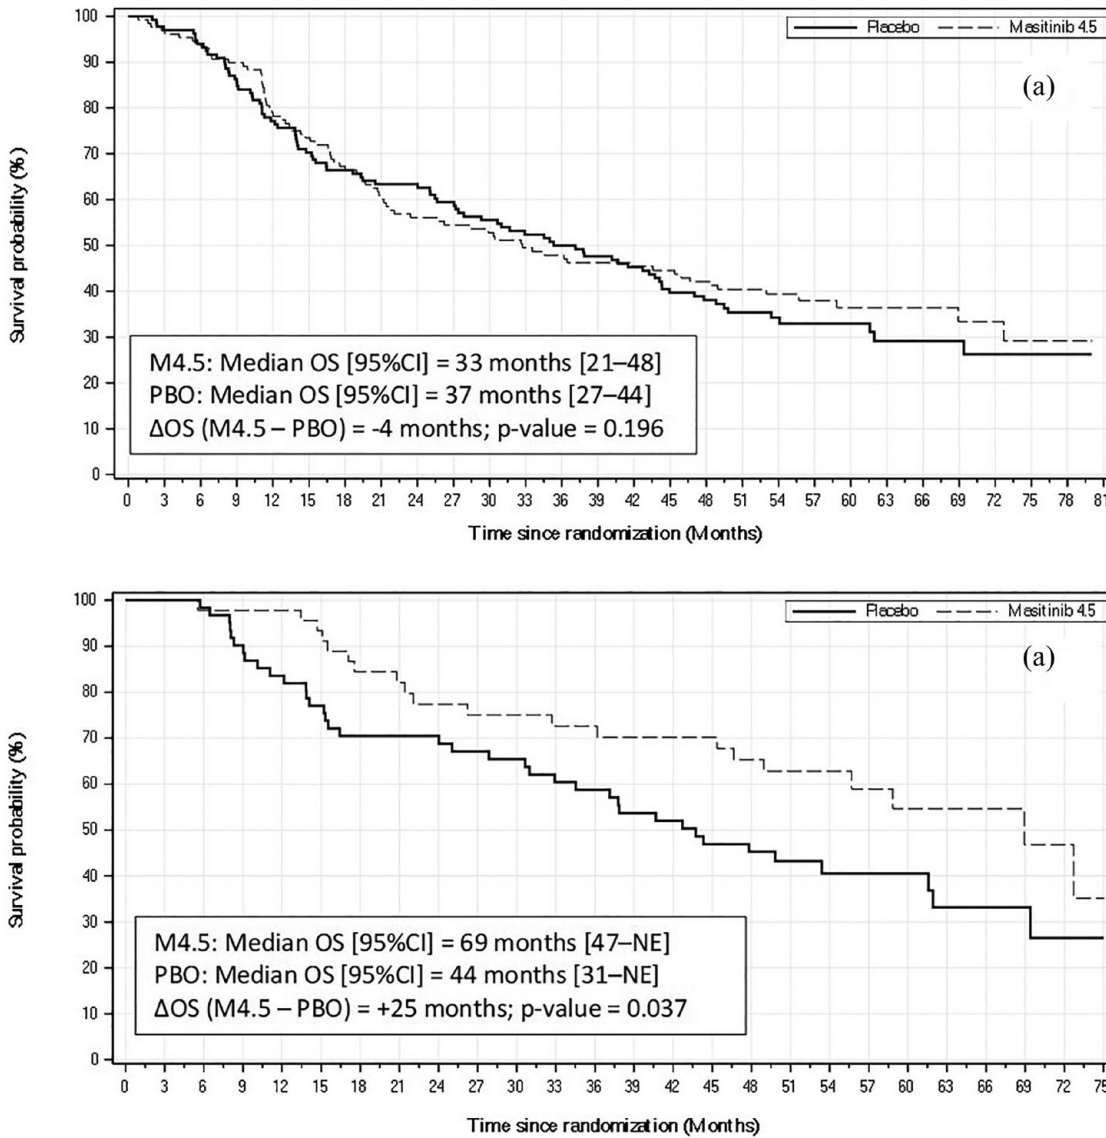 Placebo Masitinib 4.5
(a)
Survival probability (%)
100
90
80
70
60
50
40
30
20
10
0
M4.5: Median OS [95%CI] = 33 months [21–48]
PBO: Median OS [95%CI] = 37 months [27–44]
ΔOS (M4.5 – PBO) = -4 months; p-value = 0.196
0 3 6 9 12 15 18 21 24 27 30 33 36 39 42 45 48 51 54 57 60 63 66 69 72 75 78 81
Time since randomization (Months)
Placebo Masitinib 4.5
(a)
Survival probability (%)
100
90
80
70
60
50
40
30
20
10
0
M4.5: Median OS [95%CI] = 69 months [47–NE]
PBO: Median OS [95%CI] = 44 months [31–NE]
ΔOS (M4.5 – PBO) = +25 months; p-value = 0.037
0 3 6 9 12 15 18 21 24 27 30 33 36 39 42 45 48 51 54 57 60 63 66 69 72 75
Time since randomization (Months)